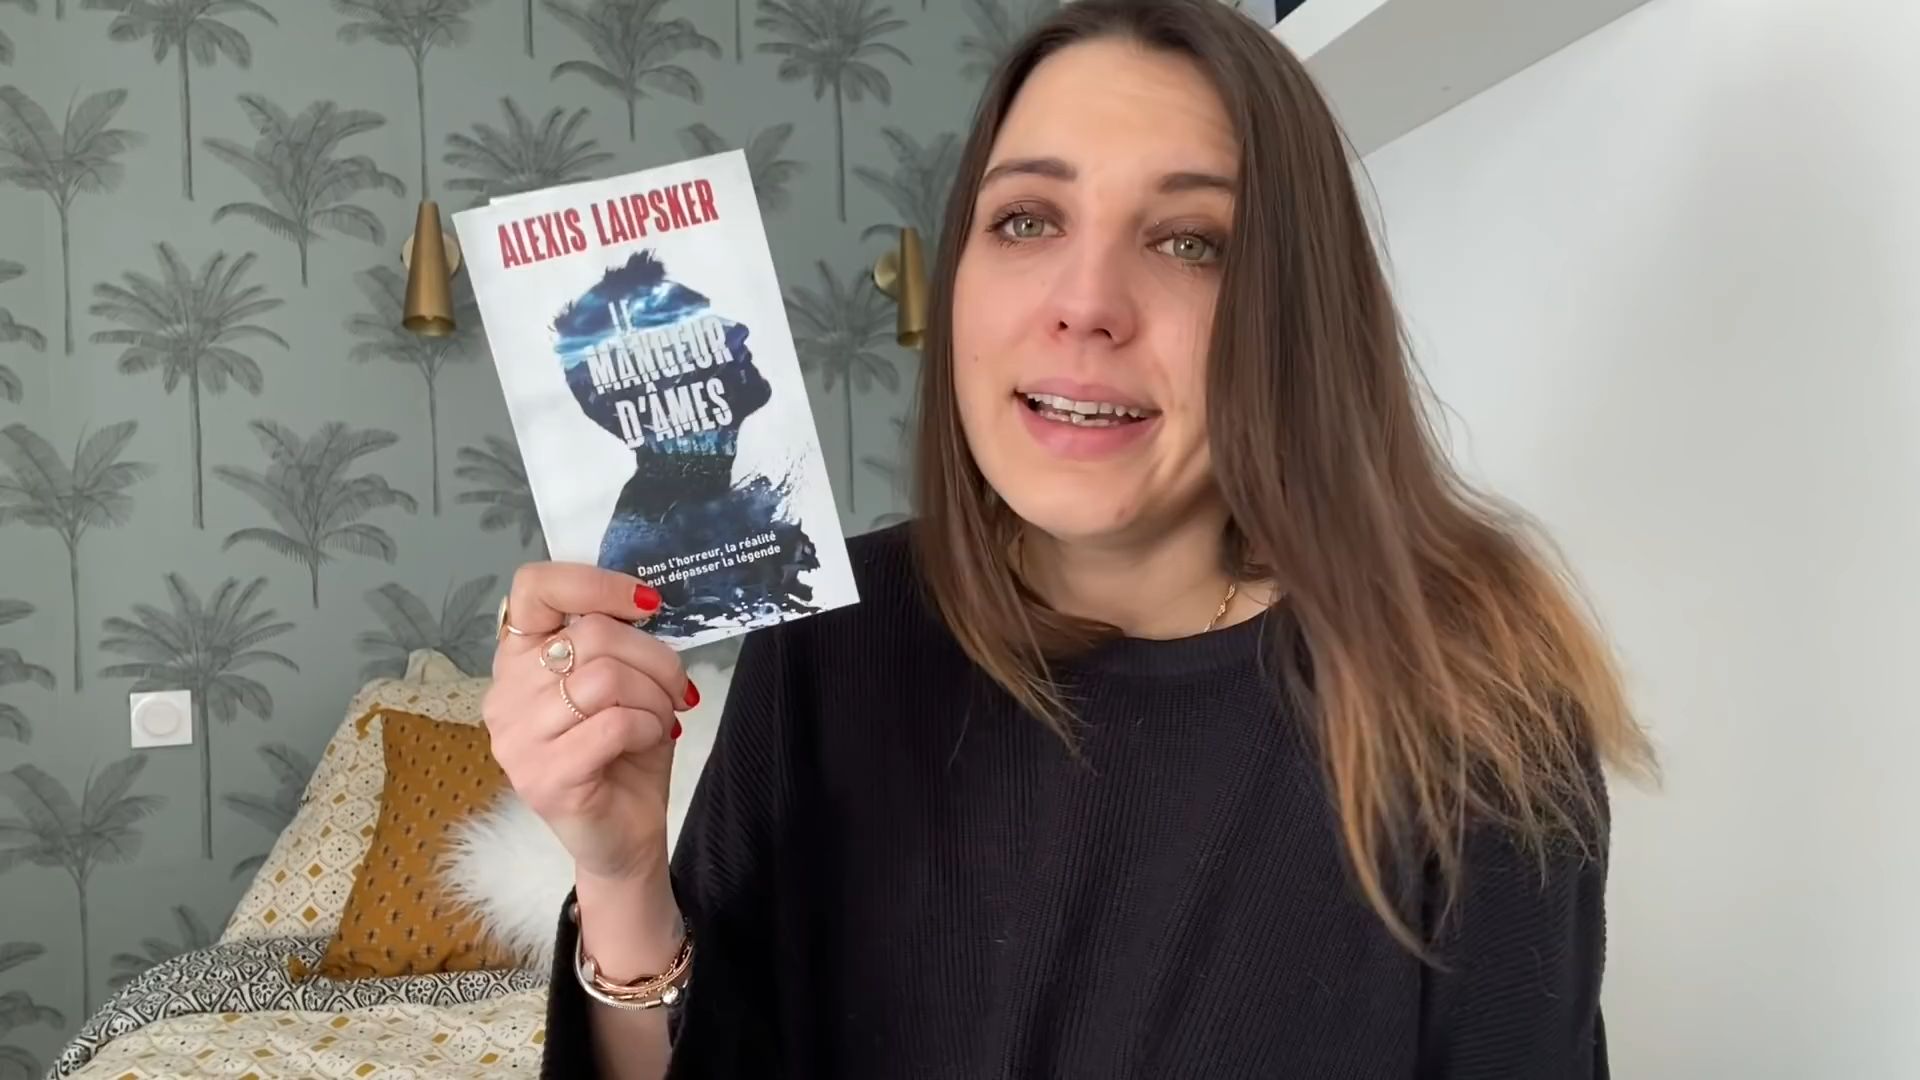 ALEXIS LAIPSKER
LE
MANGEUR
D'ÂMES
Dans l'horreur, la réalité
peut dépasser la légende